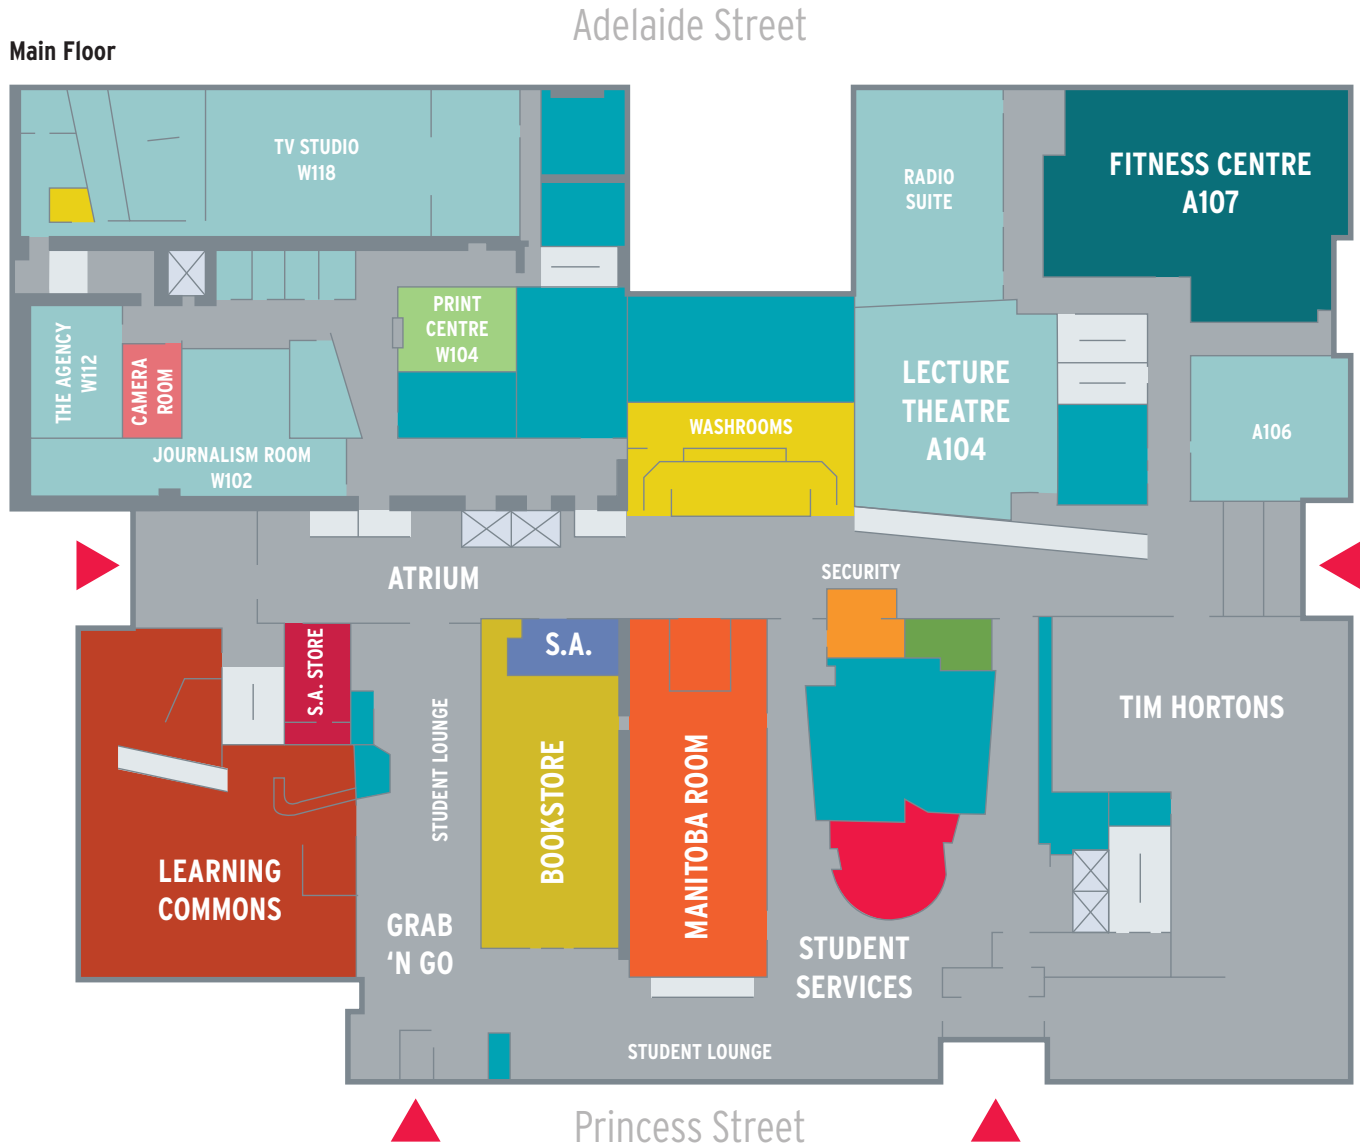 Adelaide Street
Main Floor
TV STUDIO
W118
RADIO
SUITE
FITNESS CENTRE
A107
PRINT
CENTRE
W104
THE AGENCY
W112
CAMERA
ROOM
JOURNALISM ROOM
W102
WASHROOMS
LECTURE
THEATRE
A104
A106
ATRIUM
SECURITY
S.A. STORE
S.A.
STUDENT LOUNGE
BOOKSTORE
MANITOBA ROOM
TIM HORTONS
LEARNING
COMMONS
GRAB
‘N GO
STUDENT
SERVICES
STUDENT LOUNGE
Princess Street